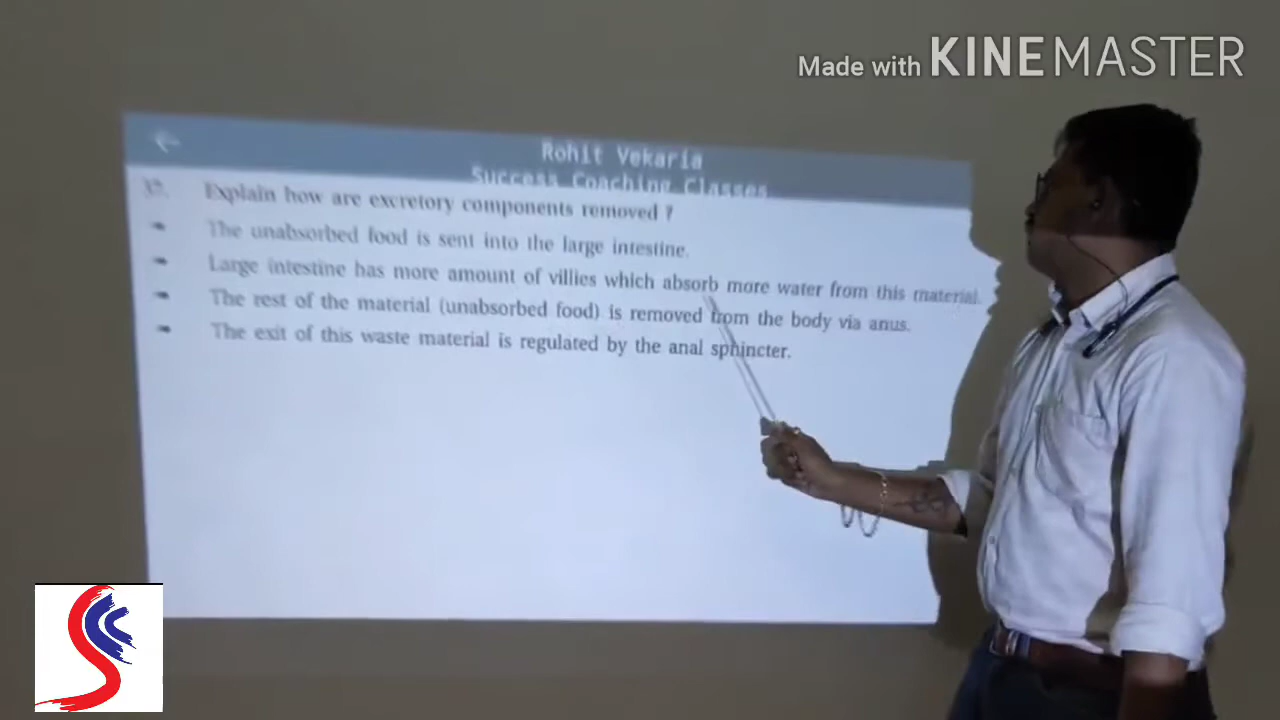 Made with KINEMASTER
Rohit Vekaria
Success Coaching Classes
37. Explain how are excretory components removed ?
The unabsorbed food is sent into the large intestine.
Large intestine has more amount of villies which absorb more water from this material.
The rest of the material (unabsorbed food) is removed from the body via anus.
The exit of this waste material is regulated by the anal sphincter.